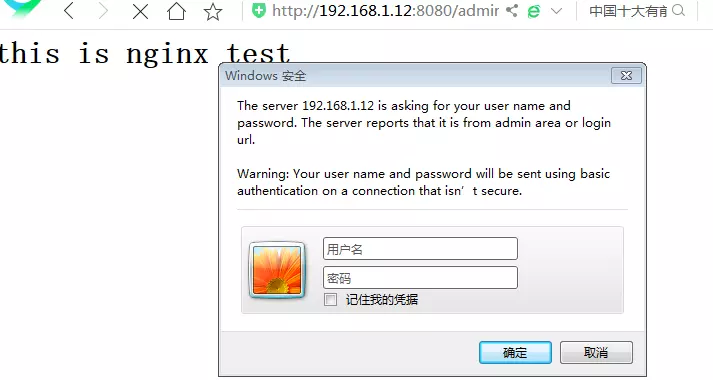 http://192.168.1.12:8080/admin
中国十大有前
this is nginx test
Windows 安全
The server 192.168.1.12 is asking for your user name and
password. The server reports that it is from admin area or login
url.
Warning: Your user name and password will be sent using basic
authentication on a connection that isn't secure.
用户名
密码
记住我的凭据
确定
取消